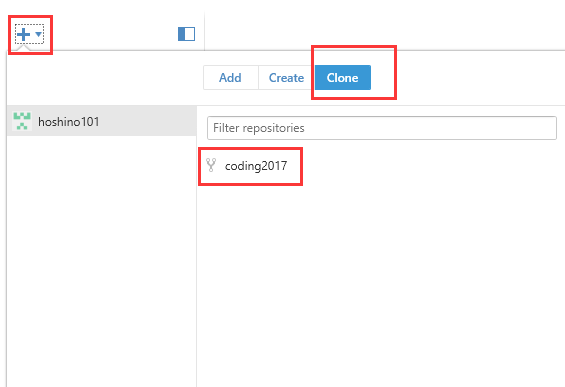 Add Create Clone
hoshino101
Filter repositories
coding2017